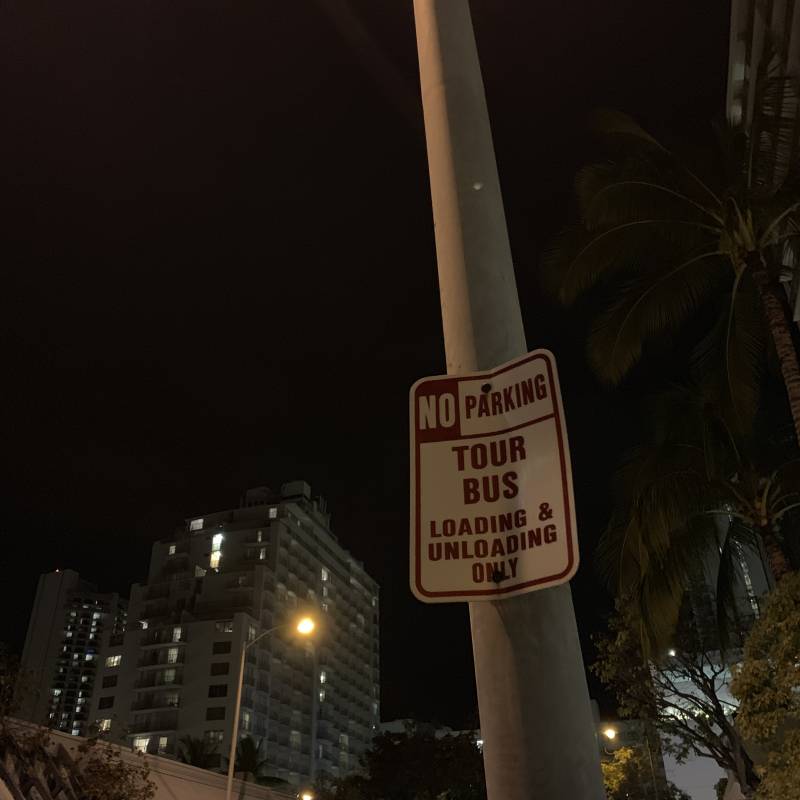 NO PARKING
TOUR
BUS
LOADING &
UNLOADING
ONLY